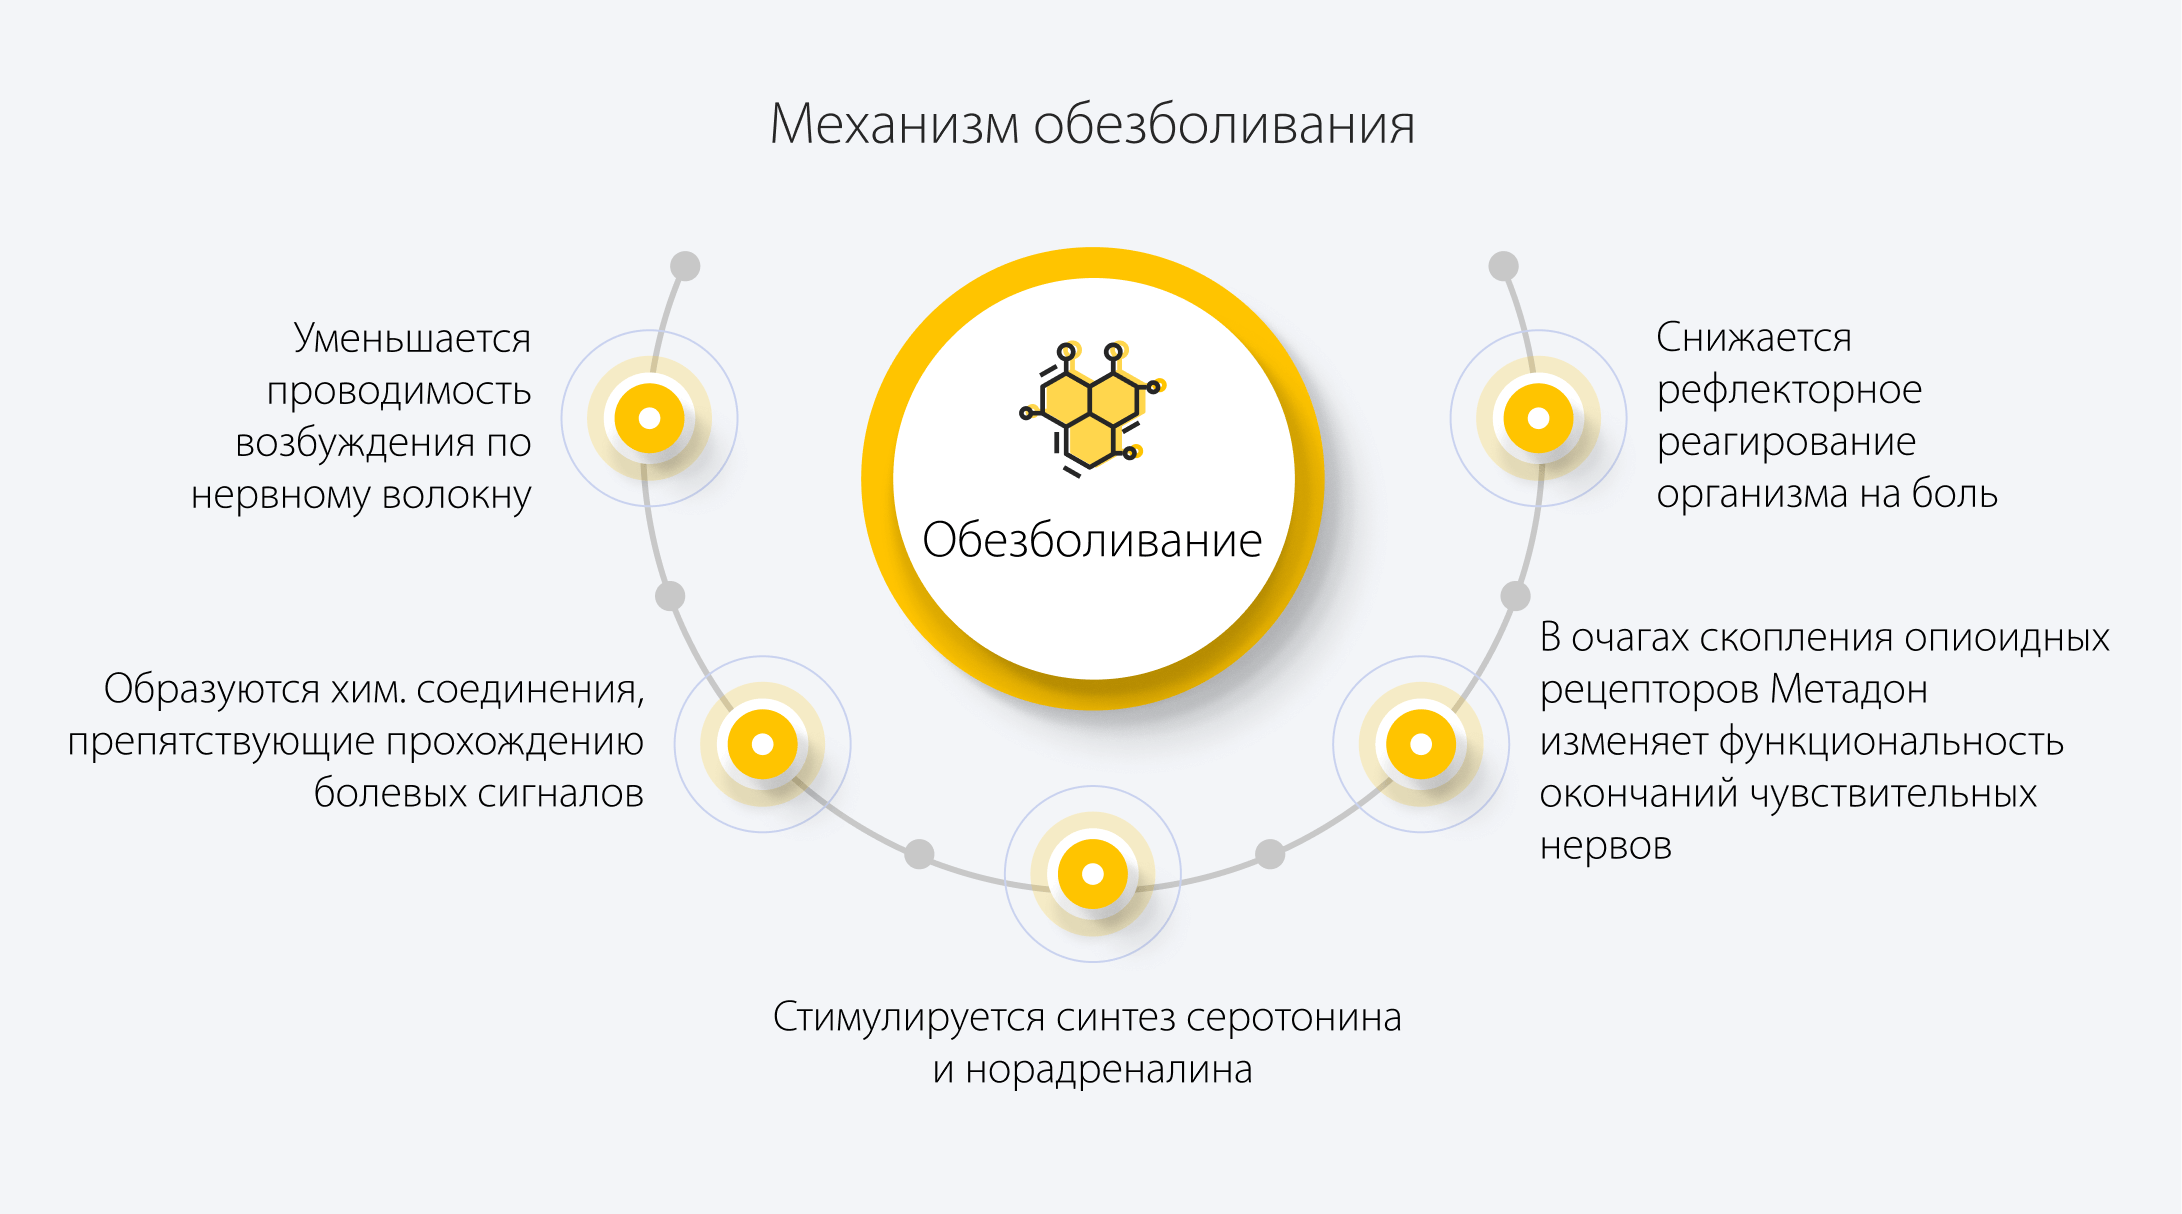 Механизм обезболивания
Обезболивание
Уменьшается
проводимость
возбуждения по
нервному волокну
Образуются хим. соединения,
препятствующие прохождению
болевых сигналов
Стимулируется синтез серотонина
и норадреналина
В очагах скопления опиоидных
рецепторов Метадон
изменяет функциональность
окончаний чувствительных
нервов
Снижается
рефлекторное
реагирование
организма на боль